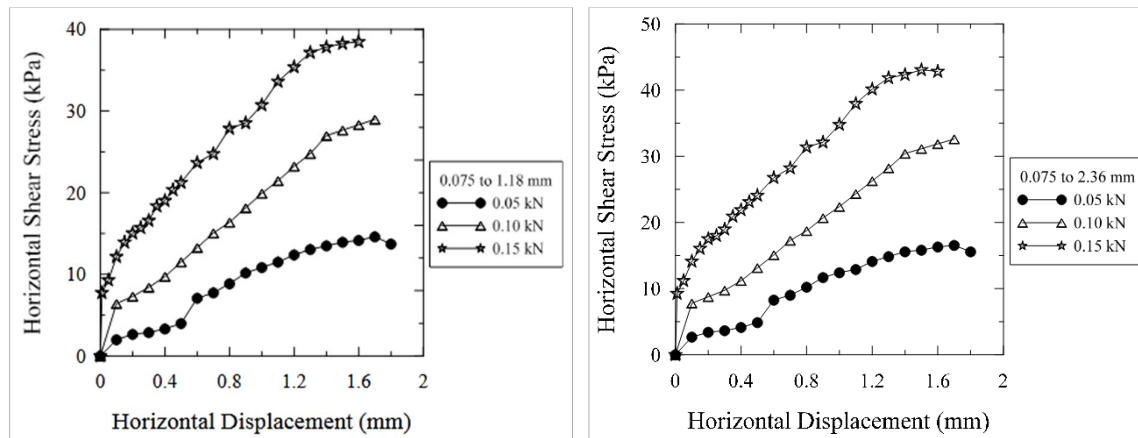 40
30
20
10
0
Horizontal Shear Stress (kPa)
0 0.4 0.8 1.2 1.6 2
Horizontal Displacement (mm)
0.075 to 1.18 mm
0.05 kN
0.10 kN
0.15 kN
50
40
30
20
10
0
Horizontal Shear Stress (kPa)
0 0.4 0.8 1.2 1.6 2
Horizontal Displacement (mm)
0.075 to 2.36 mm
0.05 kN
0.10 kN
0.15 kN